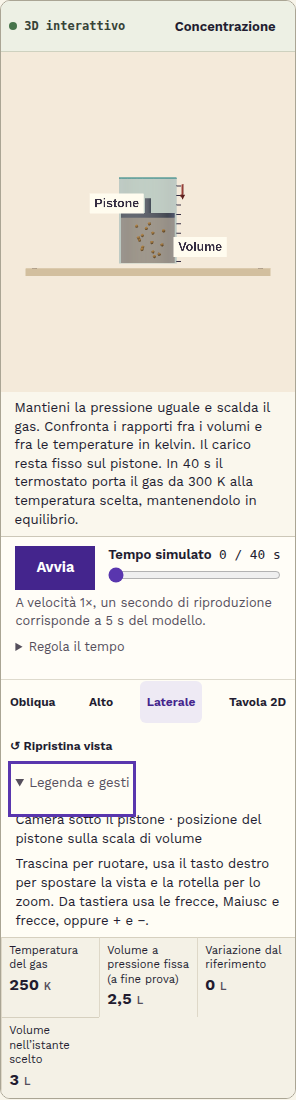 3D interattivo
Concentrazione
Pistone
Volume
Mantieni la pressione uguale e scalda il
gas. Confronta i rapporti fra i volumi e
fra le temperature in kelvin. Il carico
resta fisso sul pistone. In 40 s il
termostato porta il gas da 300 K alla
temperatura scelta, mantenendolo in
equilibrio.
Avvia
Tempo simulato 0 / 40 s
A velocità 1×, un secondo di riproduzione
corrisponde a 5 s del modello.
▶ Regola il tempo
Obliqua
Alto
Laterale
Tavola 2D
↺ Ripristina vista
▼ Legenda e gesti
Camera sotto il pistone · posizione del
pistone sulla scala di volume
Trascina per ruotare, usa il tasto destro
per spostare la vista e la rotella per lo
zoom. Da tastiera usa le frecce, Maiusc e
frecce, oppure + e −.
Temperatura
del gas
250 K
Volume a
pressione fissa
(a fine prova)
2,5 L
Variazione dal
riferimento
0 L
Volume
nell'istante
scelto
3 L